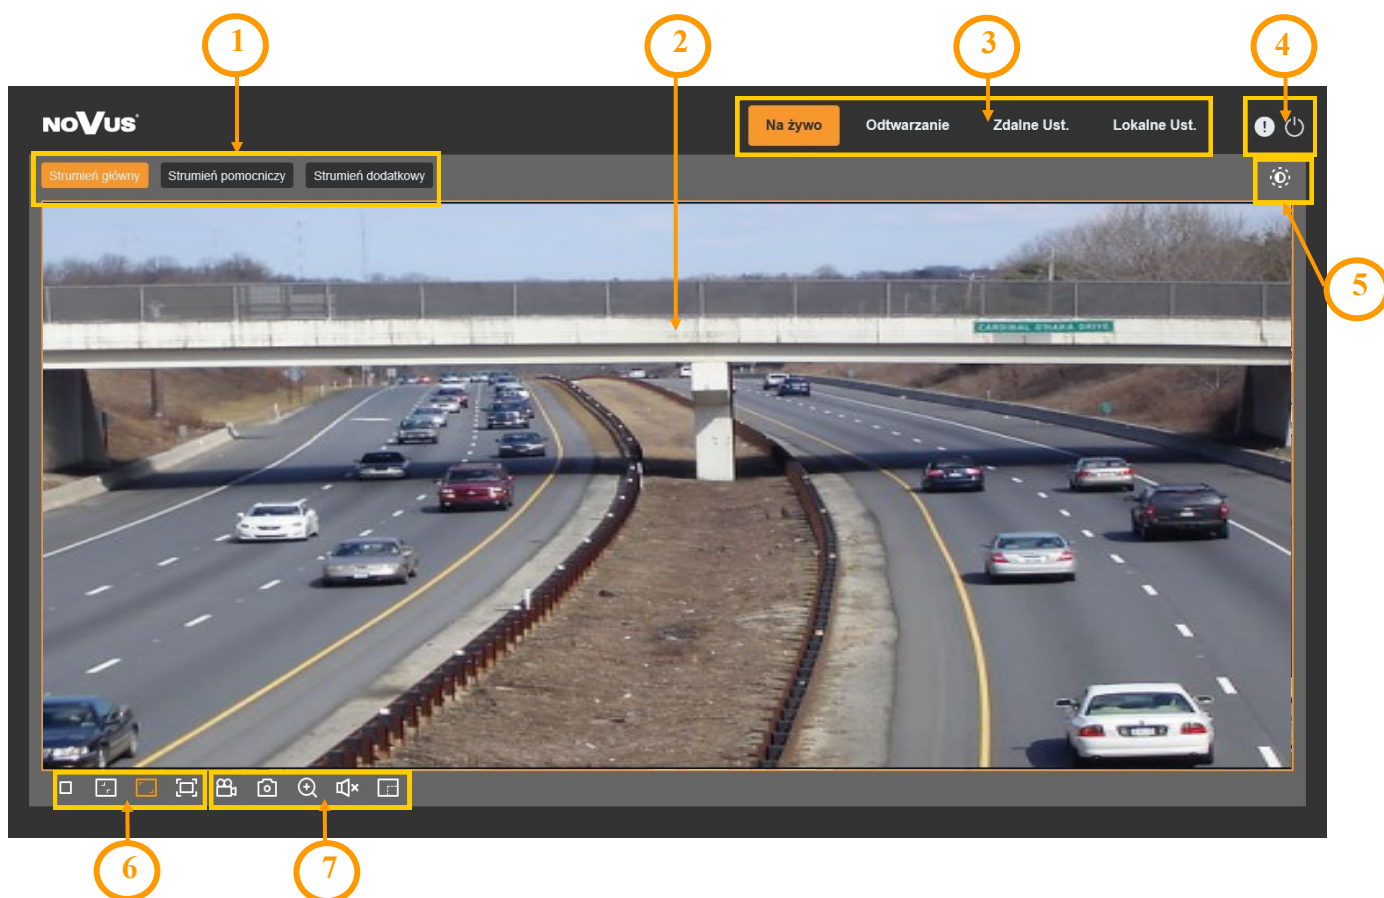 1
2
3
4
NOVUS
Na żywo Odtwarzanie Zdalne Ust. Lokalne Ust.
Strumień główny Strumień pomocniczy Strumień dodatkowy
5
CARDINAL O'HARA DRIVE
6
7